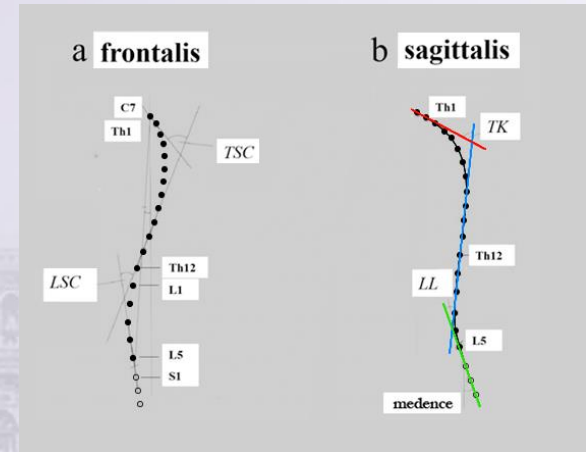 a frontalis
C7
Th1
TSC
Th12
LSC
L1
L5
S1
b sagittalis
Th1
TK
Th12
LL
L5
medence